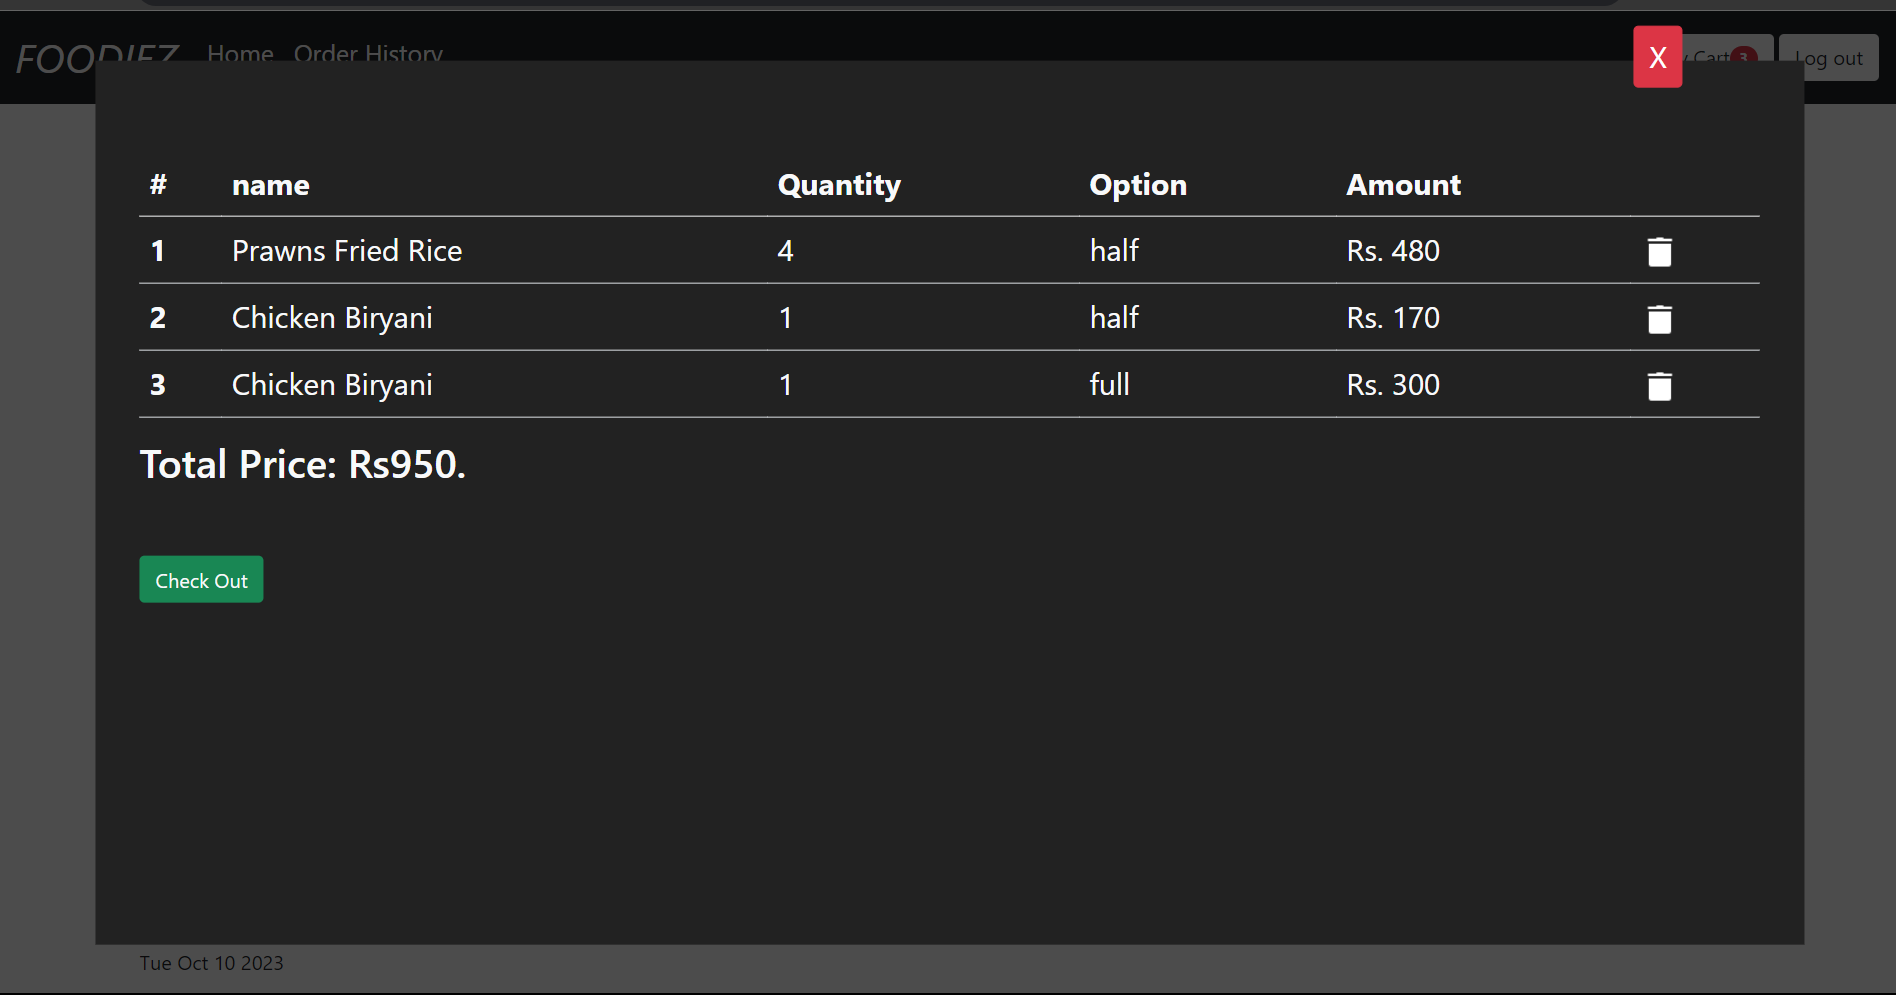 FOODIEZ Home Order History Cart 3 Log out
X
# name Quantity Option Amount
1 Prawns Fried Rice 4 half Rs. 480
2 Chicken Biryani 1 half Rs. 170
3 Chicken Biryani 1 full Rs. 300
Total Price: Rs950.
Check Out
Tue Oct 10 2023